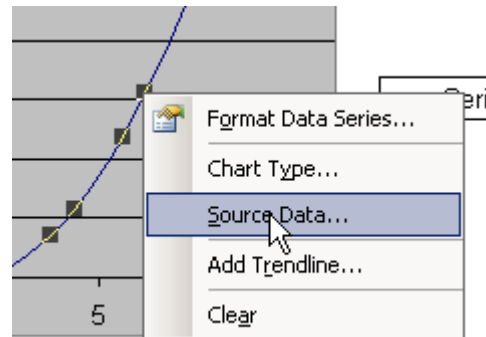 Format Data Series...
Chart Type...
Source Data...
Add Trendline...
5
Clear